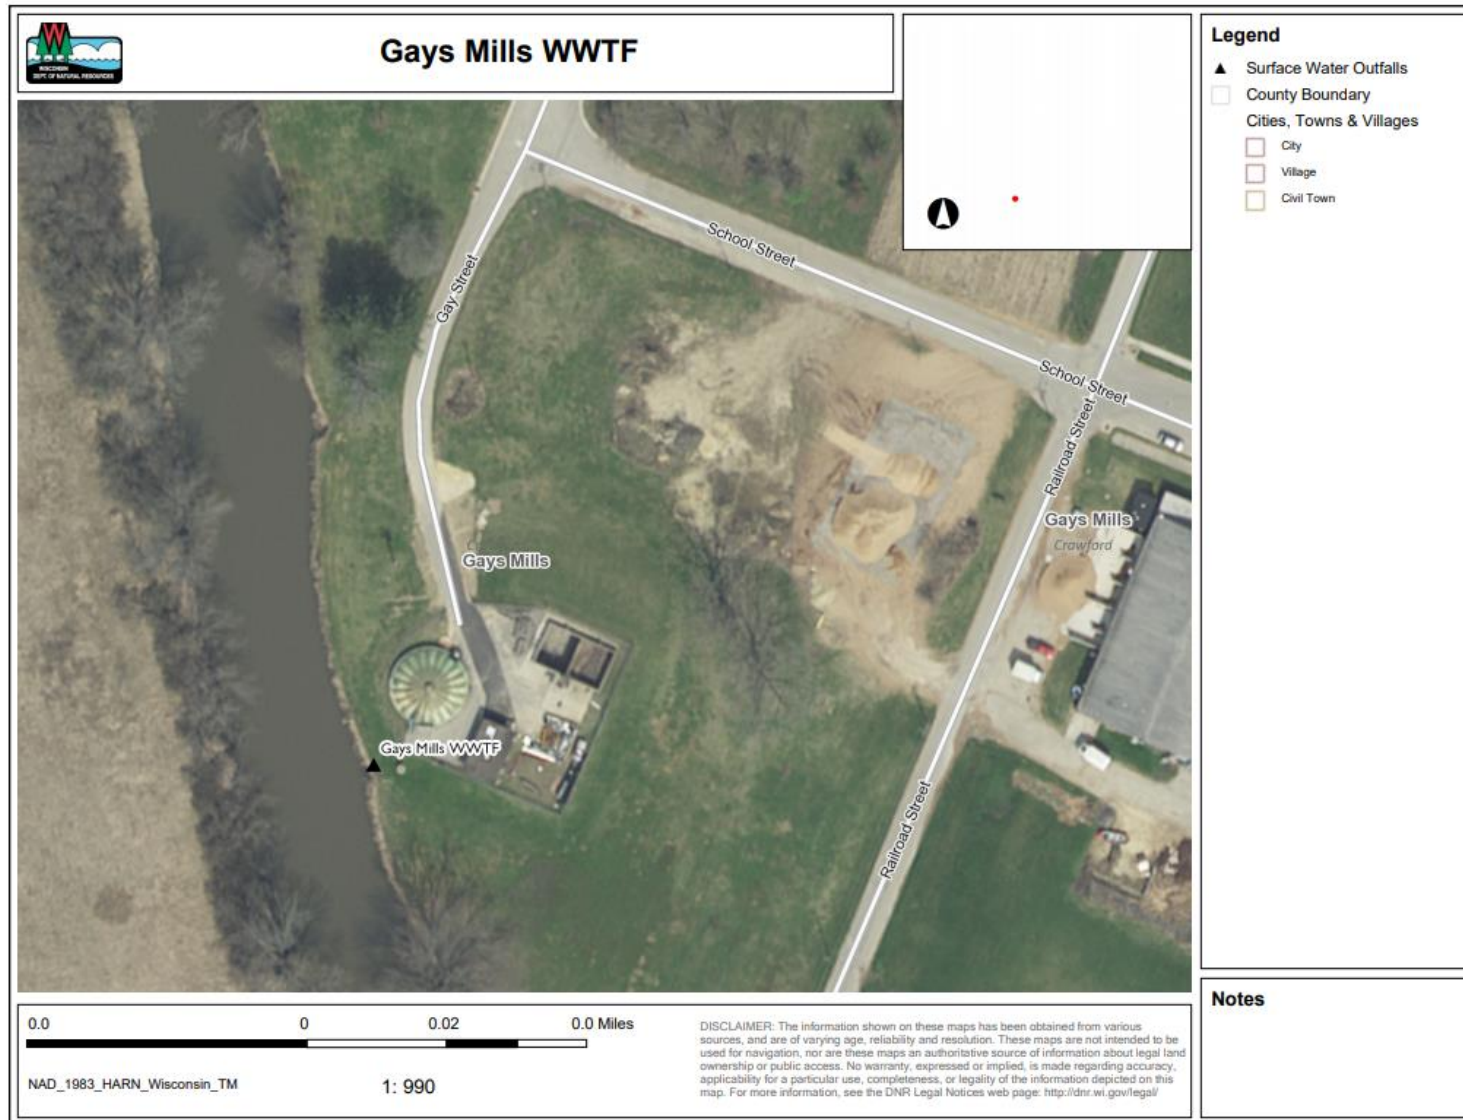 WISCONSIN
DEPT. OF NATURAL RESOURCES
Gays Mills WWTF
Legend
Surface Water Outfalls
County Boundary
Cities, Towns & Villages
City
Village
Civil Town
School Street
Gay Street
School Street
Railroad Street
Gays Mills
Crawford
Gays Mills
Gays Mills WWTF
Railroad Street
0.0 0 0.02 0.0 Miles
NAD_1983_HARN_Wisconsin_TM
1: 990
DISCLAIMER: The information shown on these maps has been obtained from various
sources, and are of varying age, reliability and resolution. These maps are not intended to be
used for navigation, nor are these maps an authoritative source of information about legal land
ownership or public access. No warranty, expressed or implied, is made regarding accuracy,
applicability for a particular use, completeness, or legality of the information depicted on this
map. For more information, see the DNR Legal Notices web page: http://dnr.wi.gov/legal/
Notes